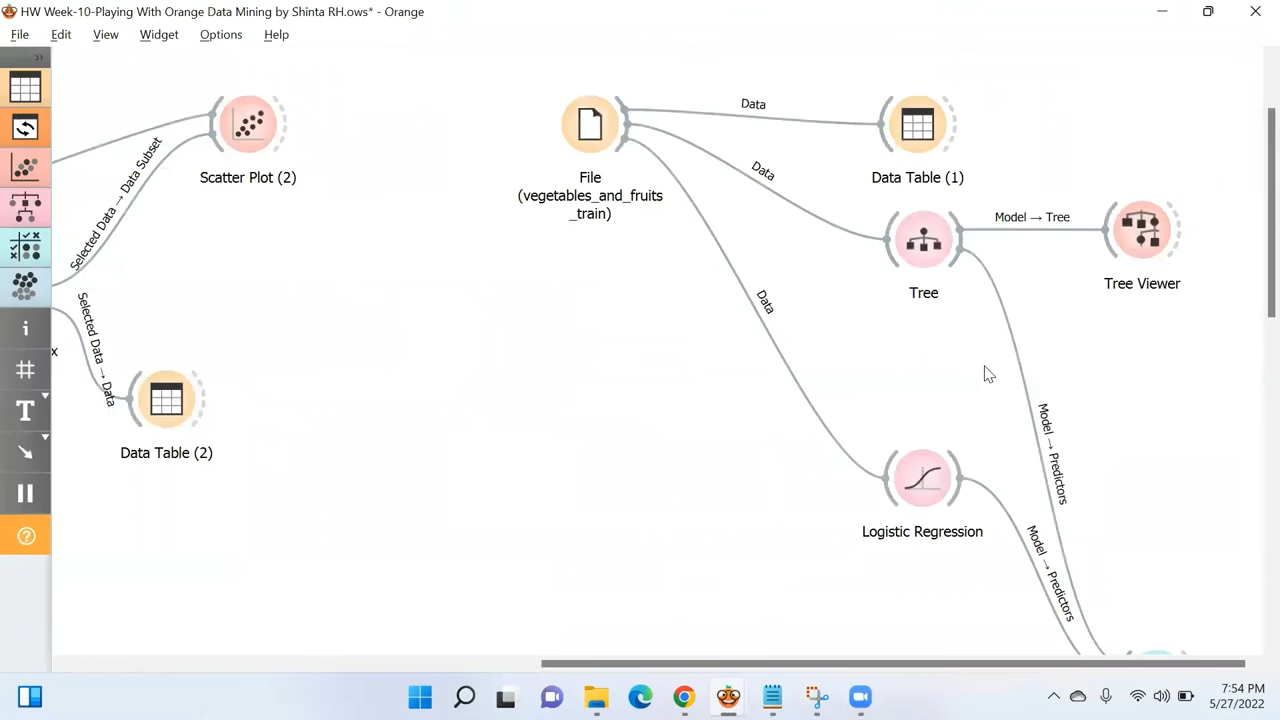 HW Week-10-Playing With Orange Data Mining by Shinta RH.ows* - Orange
File Edit View Widget Options Help
Data
Selected Data → Data Subset
Scatter Plot (2)
File
(vegetables_and_fruits
_train)
Data
Data Table (1)
Model → Tree
Tree
Tree Viewer
Selected Data → Data
x
Data
Data Table (2)
Model → Predictors
Logistic Regression
Model → Predictors
7:54 PM
5/27/2022